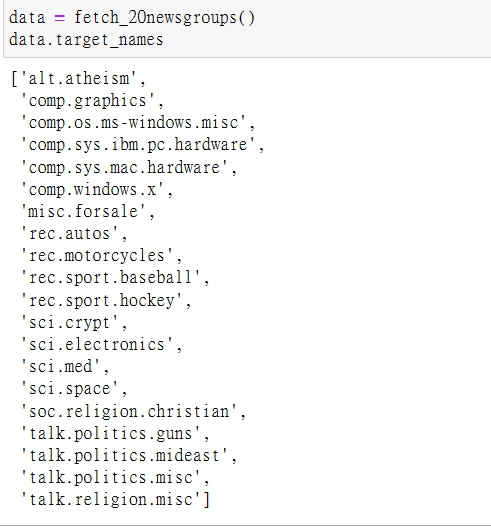 data = fetch_20newsgroups()
data.target_names
['alt.atheism',
 'comp.graphics',
 'comp.os.ms-windows.misc',
 'comp.sys.ibm.pc.hardware',
 'comp.sys.mac.hardware',
 'comp.windows.x',
 'misc.forsale',
 'rec.autos',
 'rec.motorcycles',
 'rec.sport.baseball',
 'rec.sport.hockey',
 'sci.crypt',
 'sci.electronics',
 'sci.med',
 'sci.space',
 'soc.religion.christian',
 'talk.politics.guns',
 'talk.politics.mideast',
 'talk.politics.misc',
 'talk.religion.misc']